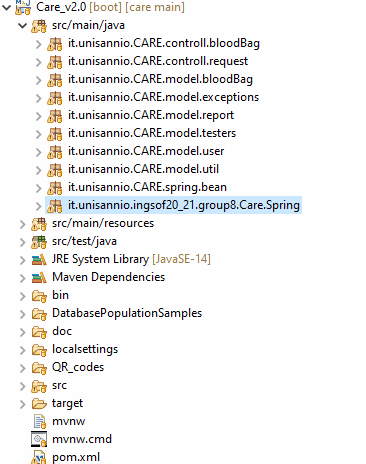 Care_v2.0 [boot] [care main]
src/main/java
it.unisannio.CARE.controll.bloodBag
it.unisannio.CARE.controll.request
it.unisannio.CARE.model.bloodBag
it.unisannio.CARE.model.exceptions
it.unisannio.CARE.model.report
it.unisannio.CARE.model.testers
it.unisannio.CARE.model.user
it.unisannio.CARE.model.util
it.unisannio.CARE.spring.bean
it.unisannio.ingsof20_21.group8.Care.Spring
src/main/resources
src/test/java
JRE System Library [JavaSE-14]
Maven Dependencies
bin
DatabasePopulationSamples
doc
localsettings
QR_codes
src
target
mvnw
mvnw.cmd
pom.xml